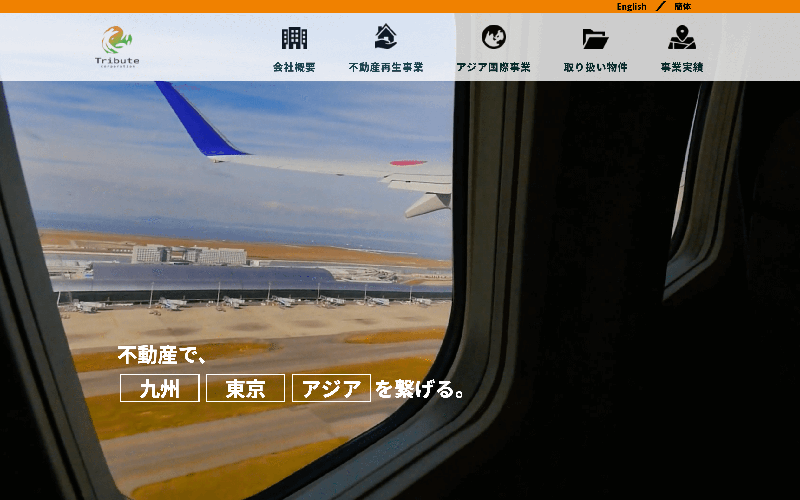 English / 簡体
Tribute
corporation
会社概要 不動産再生事業 アジア国際事業 取り扱い物件 事業実績
不動産で、
九州 東京 アジア を繋げる。